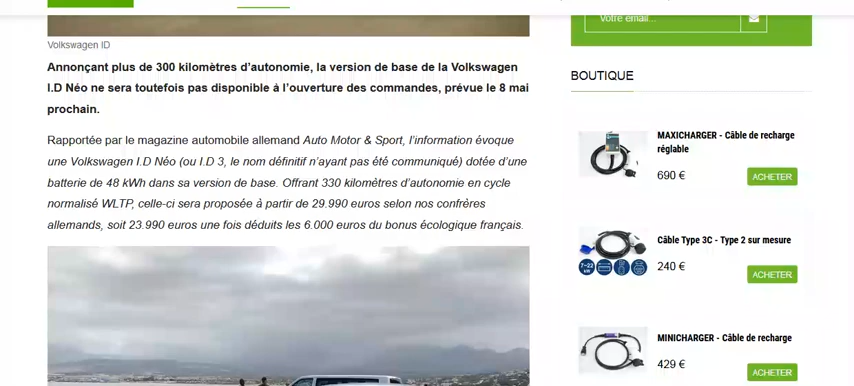 Votre email...
Volkswagen ID
Annonçant plus de 300 kilomètres d'autonomie, la version de base de la Volkswagen
I.D Néo ne sera toutefois pas disponible à l'ouverture des commandes, prévue le 8 mai
prochain.
Rapportée par le magazine automobile allemand Auto Motor & Sport, l'information évoque
une Volkswagen I.D Néo (ou I.D 3, le nom définitif n'ayant pas été communiqué) dotée d'une
batterie de 48 kWh dans sa version de base. Offrant 330 kilomètres d'autonomie en cycle
normalisé WLTP, celle-ci sera proposée à partir de 29.990 euros selon nos confrères
allemands, soit 23.990 euros une fois déduits les 6.000 euros du bonus écologique français.
BOUTIQUE
MAXICHARGER - Câble de recharge
réglable
690 €
ACHETER
Câble Type 3C - Type 2 sur mesure
240 €
ACHETER
MINICHARGER - Câble de recharge
429 €
ACHETER